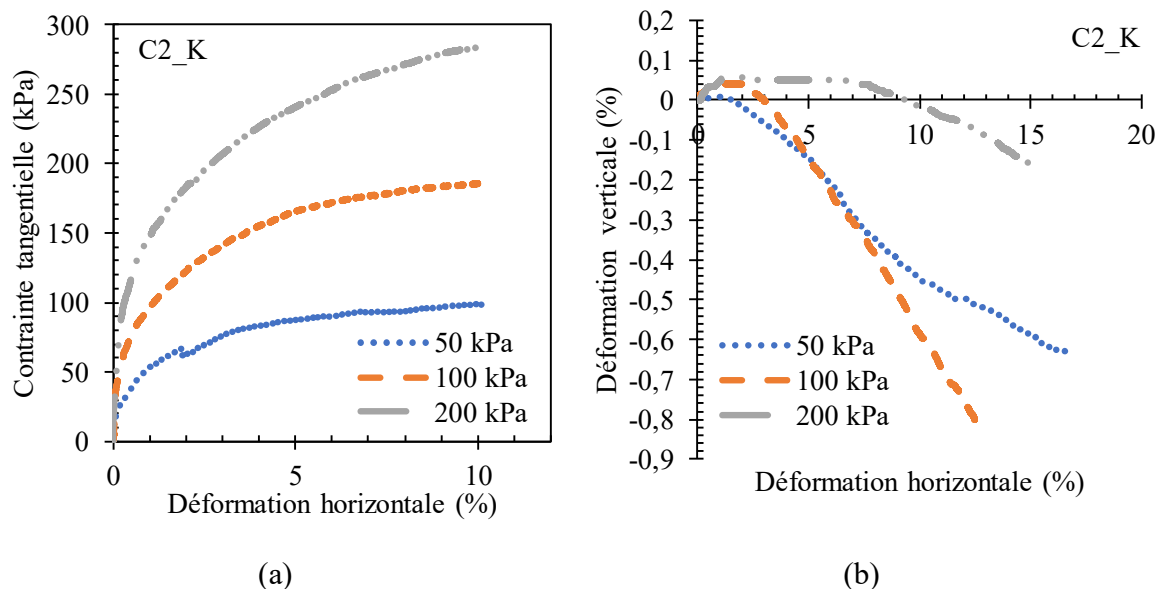 C2_K
Contrainte tangentielle (kPa)
300
250
200
150
100
50
0
50 kPa
100 kPa
200 kPa
0
5
10
Déformation horizontale (%)
(a)
C2_K
Déformation verticale (%)
0,2
0,1
0
-0,1
-0,2
-0,3
-0,4
-0,5
-0,6
-0,7
-0,8
-0,9
0
5
10
15
20
50 kPa
100 kPa
200 kPa
Déformation horizontale (%)
(b)